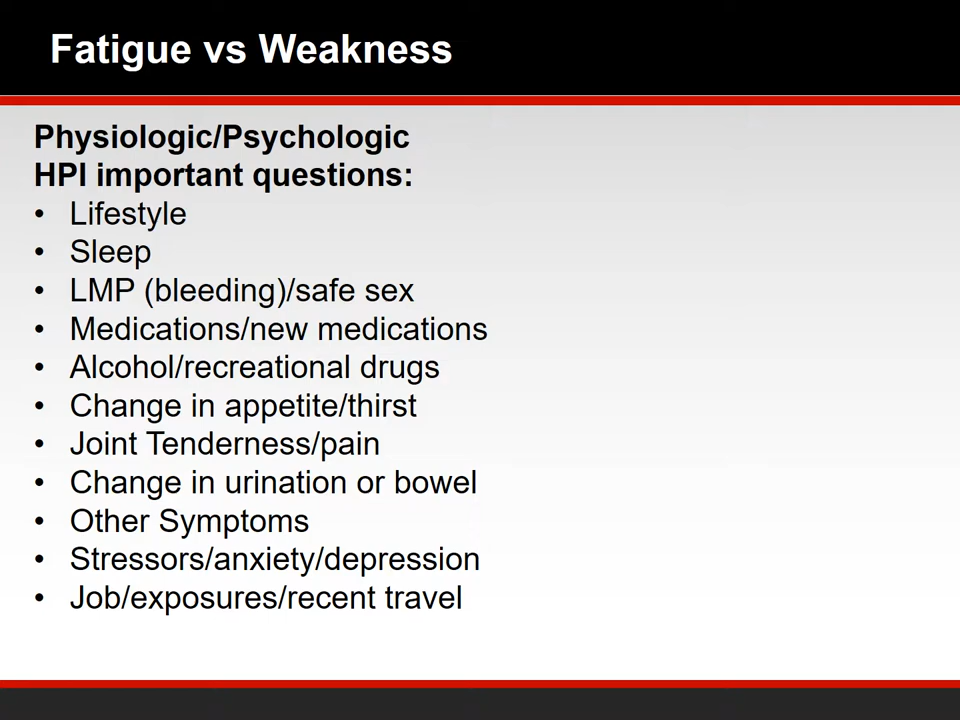 Fatigue vs Weakness
Physiologic/Psychologic
HPI important questions:
• Lifestyle
• Sleep
• LMP (bleeding)/safe sex
• Medications/new medications
• Alcohol/recreational drugs
• Change in appetite/thirst
• Joint Tenderness/pain
• Change in urination or bowel
• Other Symptoms
• Stressors/anxiety/depression
• Job/exposures/recent travel